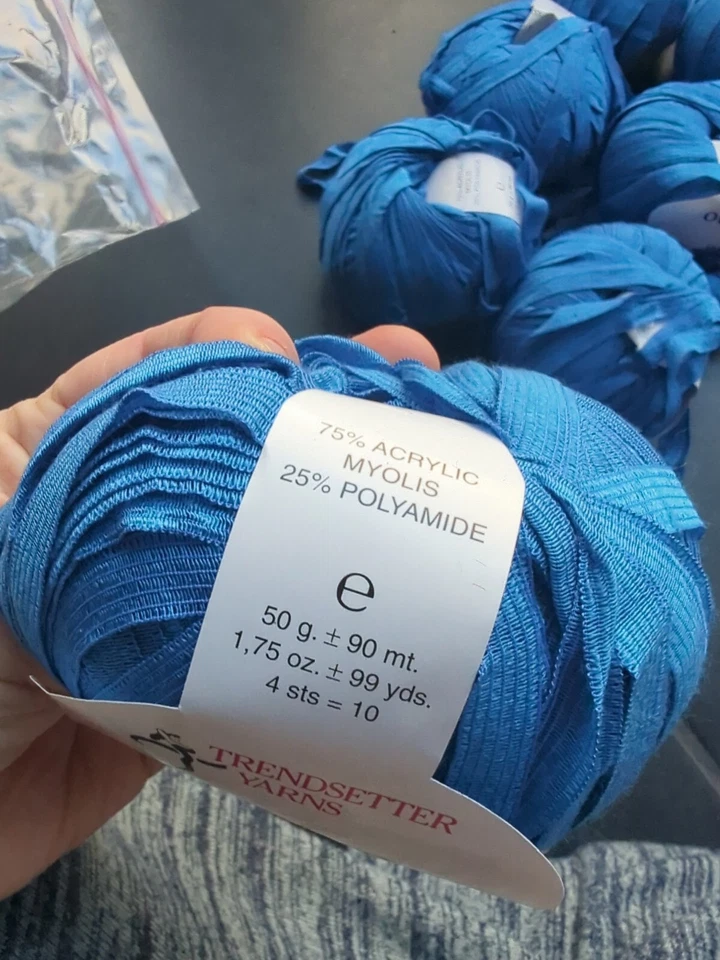 75% ACRYLIC
MYOLIS
25% POLYAMIDE
e
50 g. ± 90 mt.
1,75 oz. ± 99 yds.
4 sts = 10
TRENDSETTER
YARNS